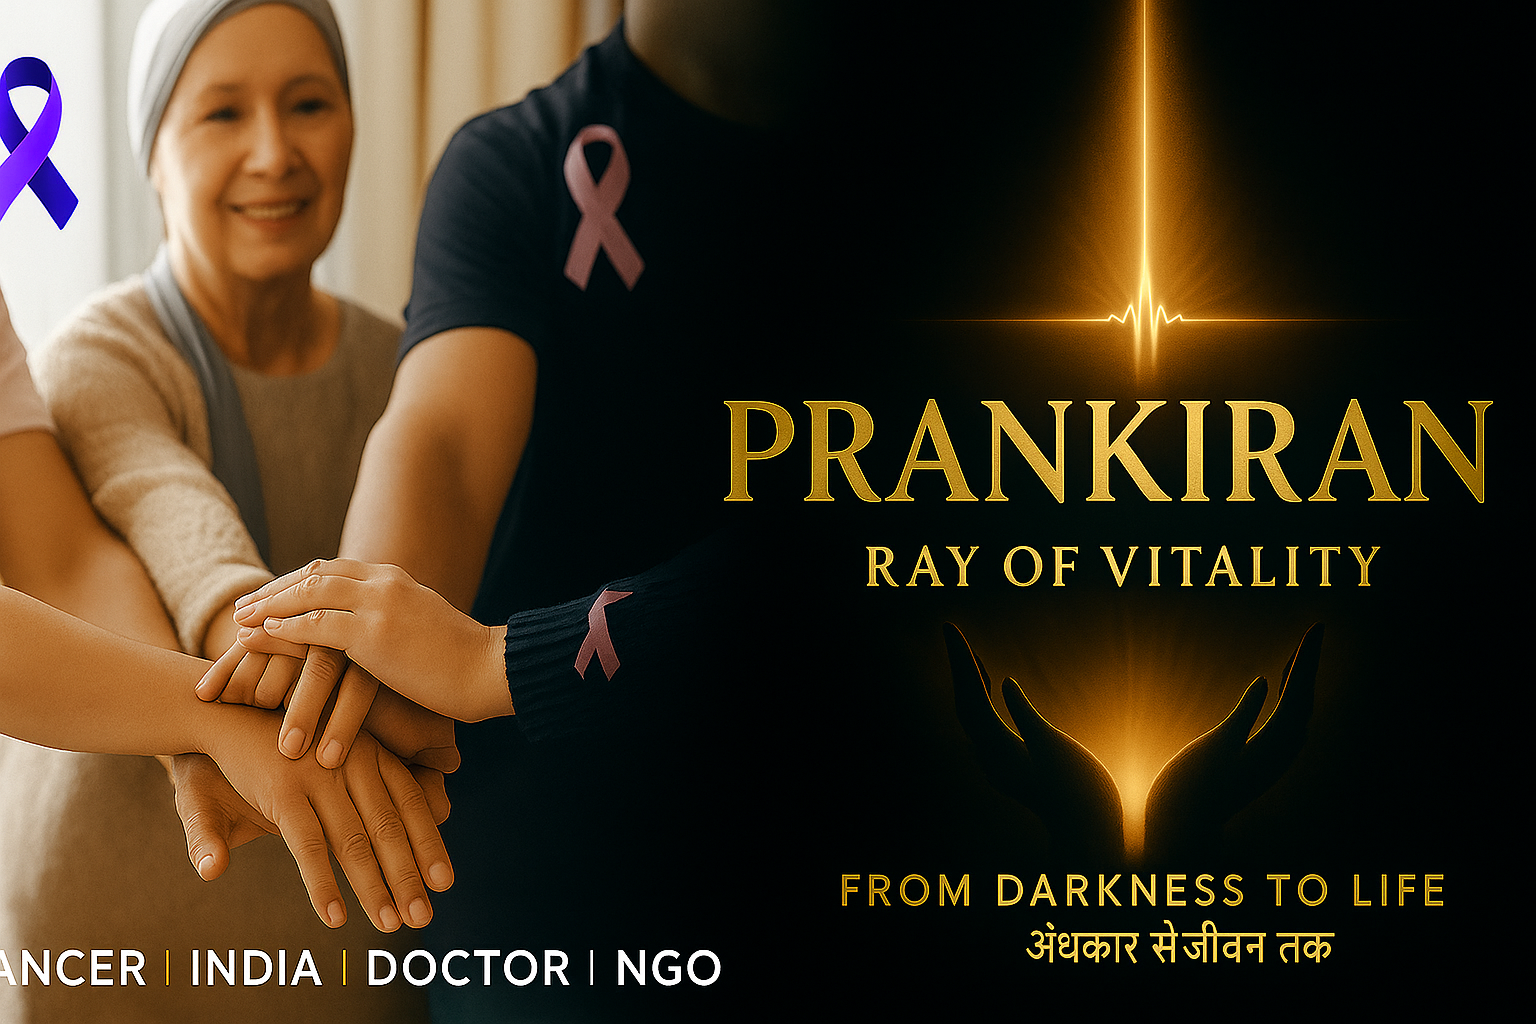 PRANKIRAN
RAY OF VITALITY
FROM DARKNESS TO LIFE
अंधकार से जीवन तक
ANCER | INDIA | DOCTOR | NGO